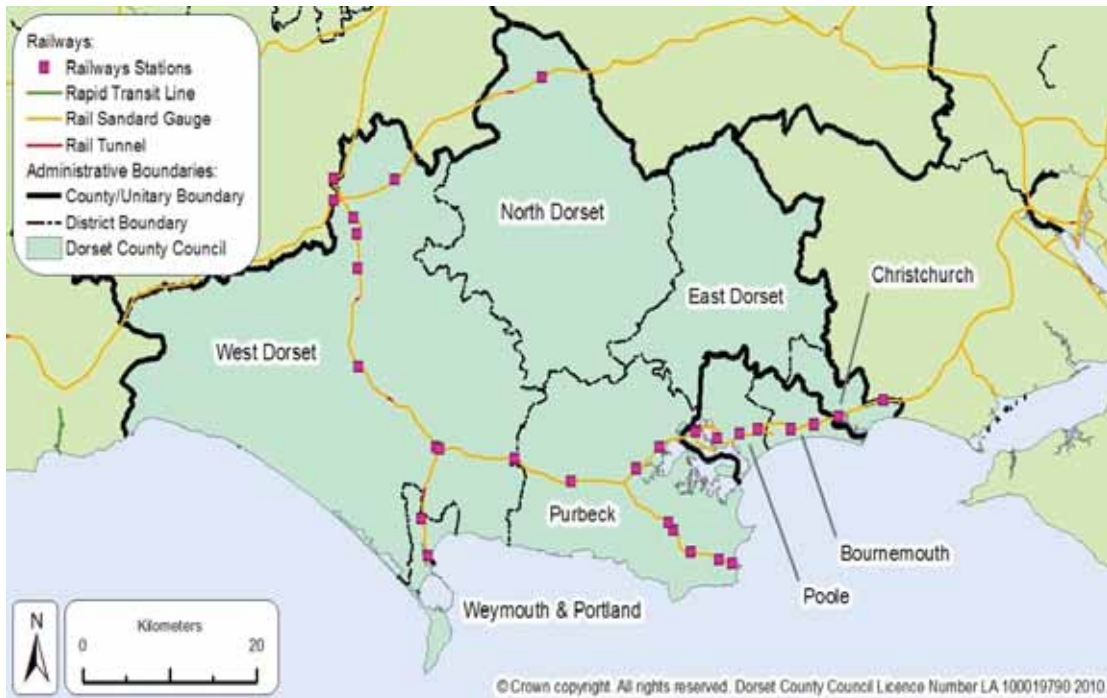 Railways:
Railways Stations
Rapid Transit Line
Rail Sandard Gauge
Rail Tunnel
Administrative Boundaries:
County/Unitary Boundary
District Boundary
Dorset County Council
North Dorset
Christchurch
East Dorset
West Dorset
Purbeck
Bournemouth
Poole
Weymouth & Portland
N
Kilometers
0
20
© Crown copyright. All rights reserved. Dorset County Council Licence Number LA 100019790 2010